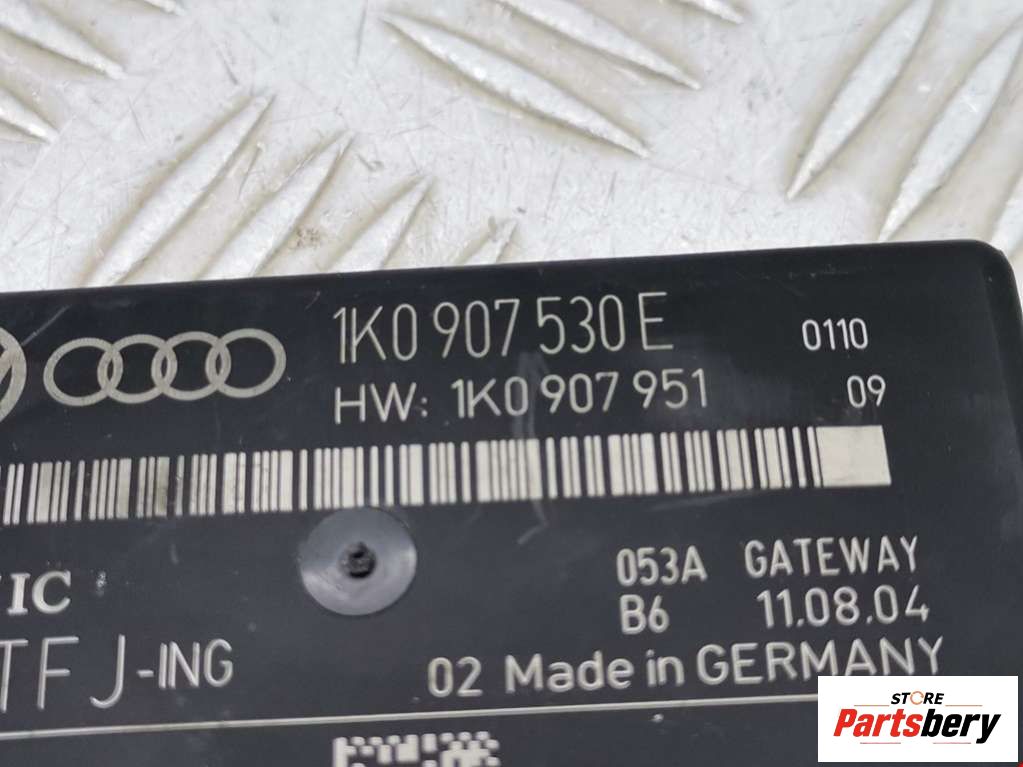 1K0 907 530 E 0110
HW: 1K0 907 951 09
053A GATEWAY
IC
B6 11.08.04
TF J-ING
02 Made in GERMANY
STORE
Partsbery